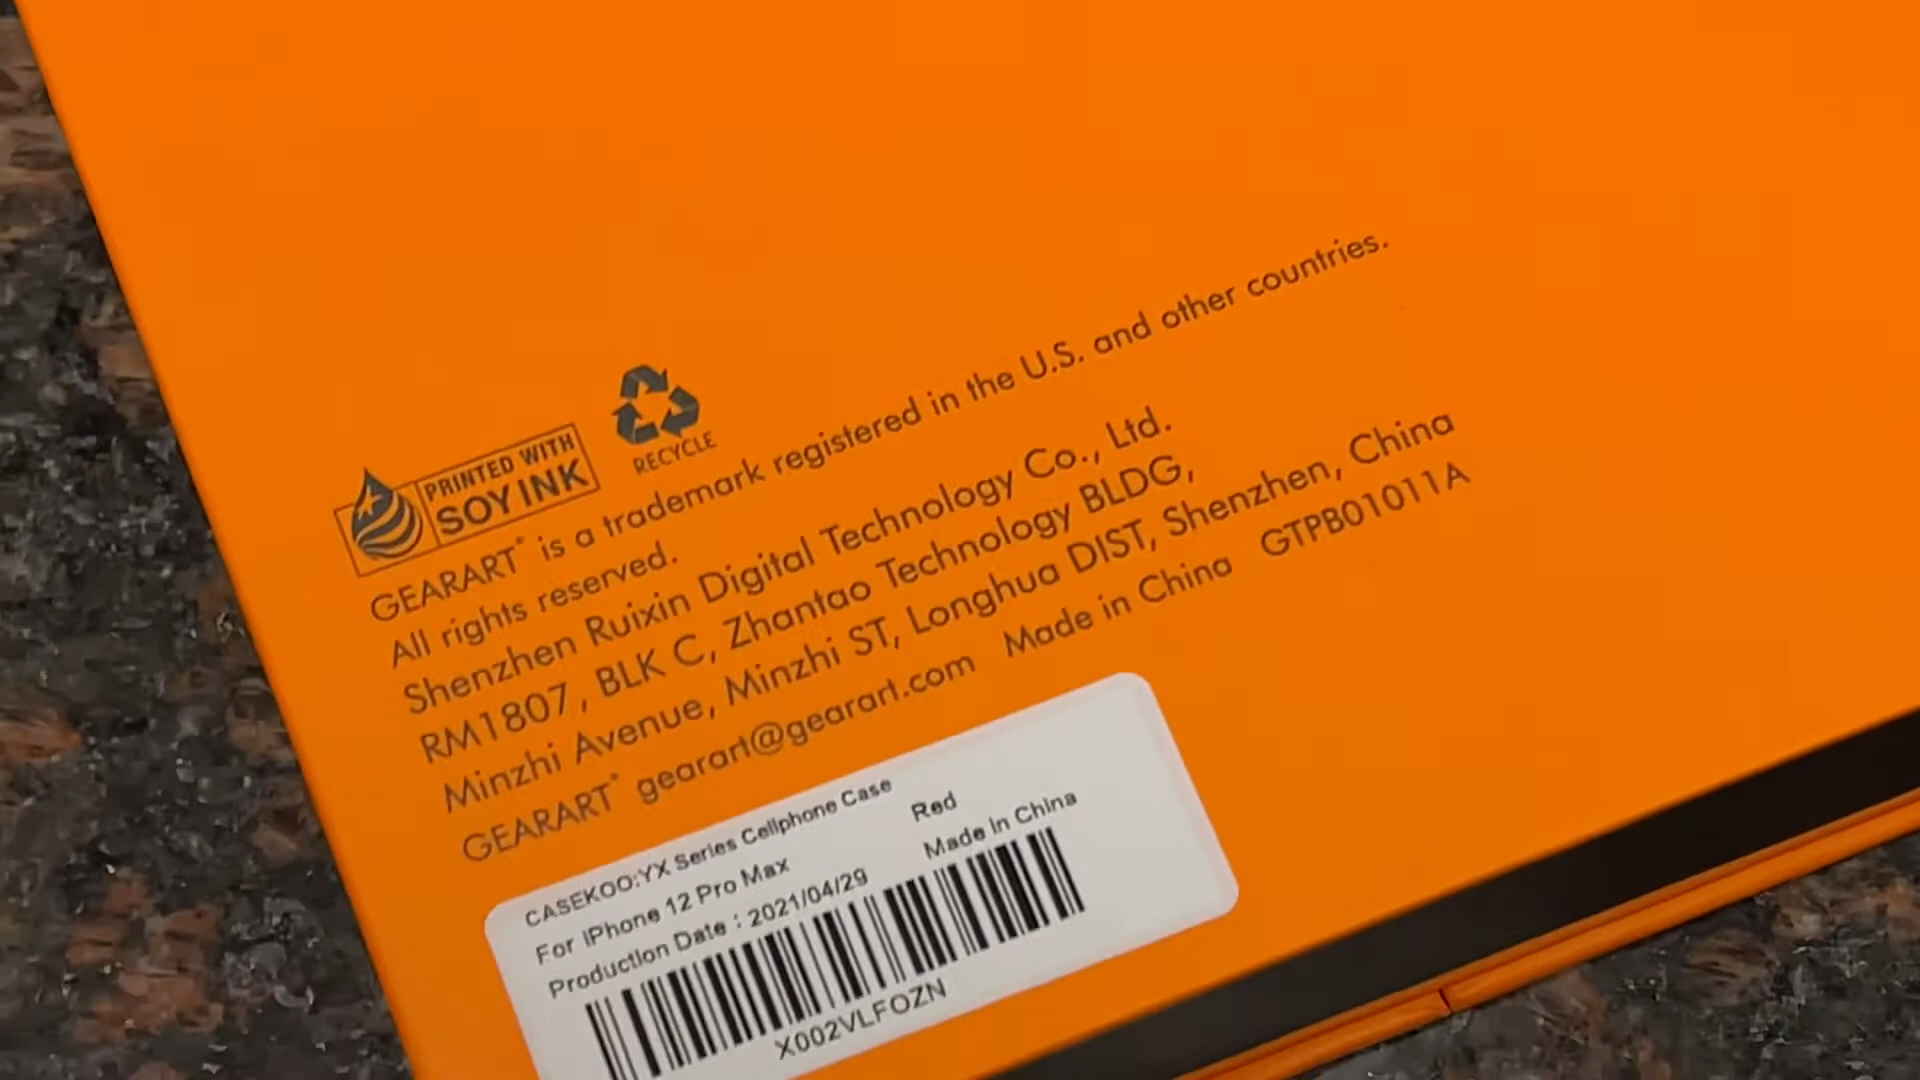 PRINTED WITH
SOY INK
RECYCLE
GEARART® is a trademark registered in the U.S. and other countries.
All rights reserved.
Shenzhen Ruixin Digital Technology Co., Ltd.
RM1807, BLK C, Zhantao Technology BLDG,
Minzhi Avenue, Minzhi ST, Longhua DIST, Shenzhen, China
GEARART® gearart@gearart.com Made in China GTPB01011A
CASEKOO:YX Series Cellphone Case
For iPhone 12 Pro Max Red
Production Date : 2021/04/29 Made in China
X002VLFOZN